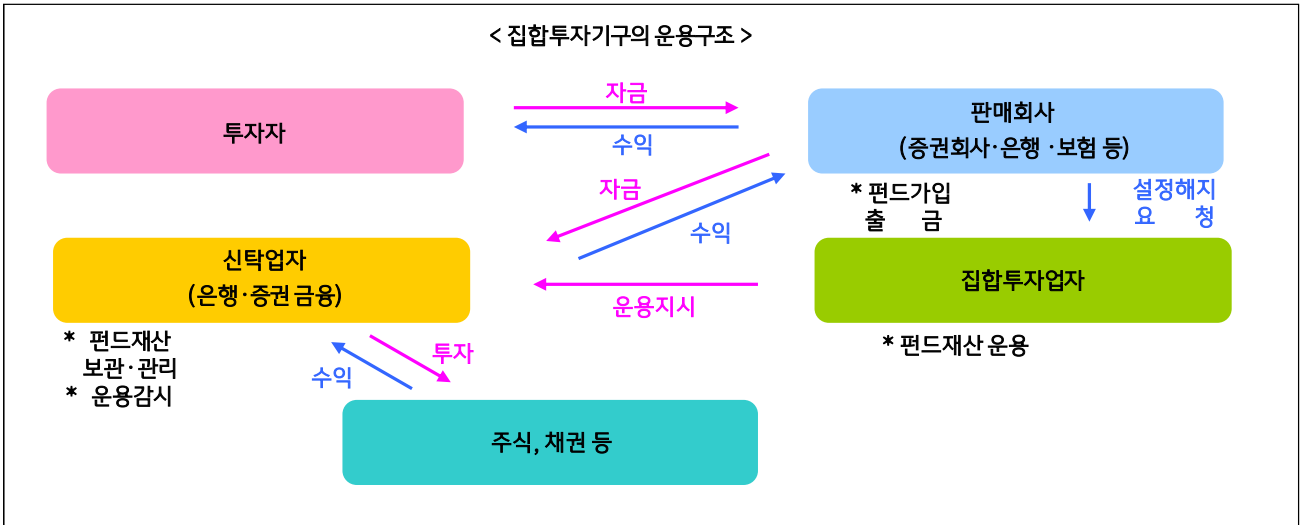 < 집합투자기구의 운용구조 >
투자자
자금
수익
판매회사
(증권회사·은행 ·보험 등)
자금
수익
* 펀드가입
출 금
설정해지
요 청
신탁업자
(은행·증권 금융)
운용지시
집합투자업자
* 펀드재산
보관·관리
* 운용감시
수익
투자
* 펀드재산 운용
주식, 채권 등